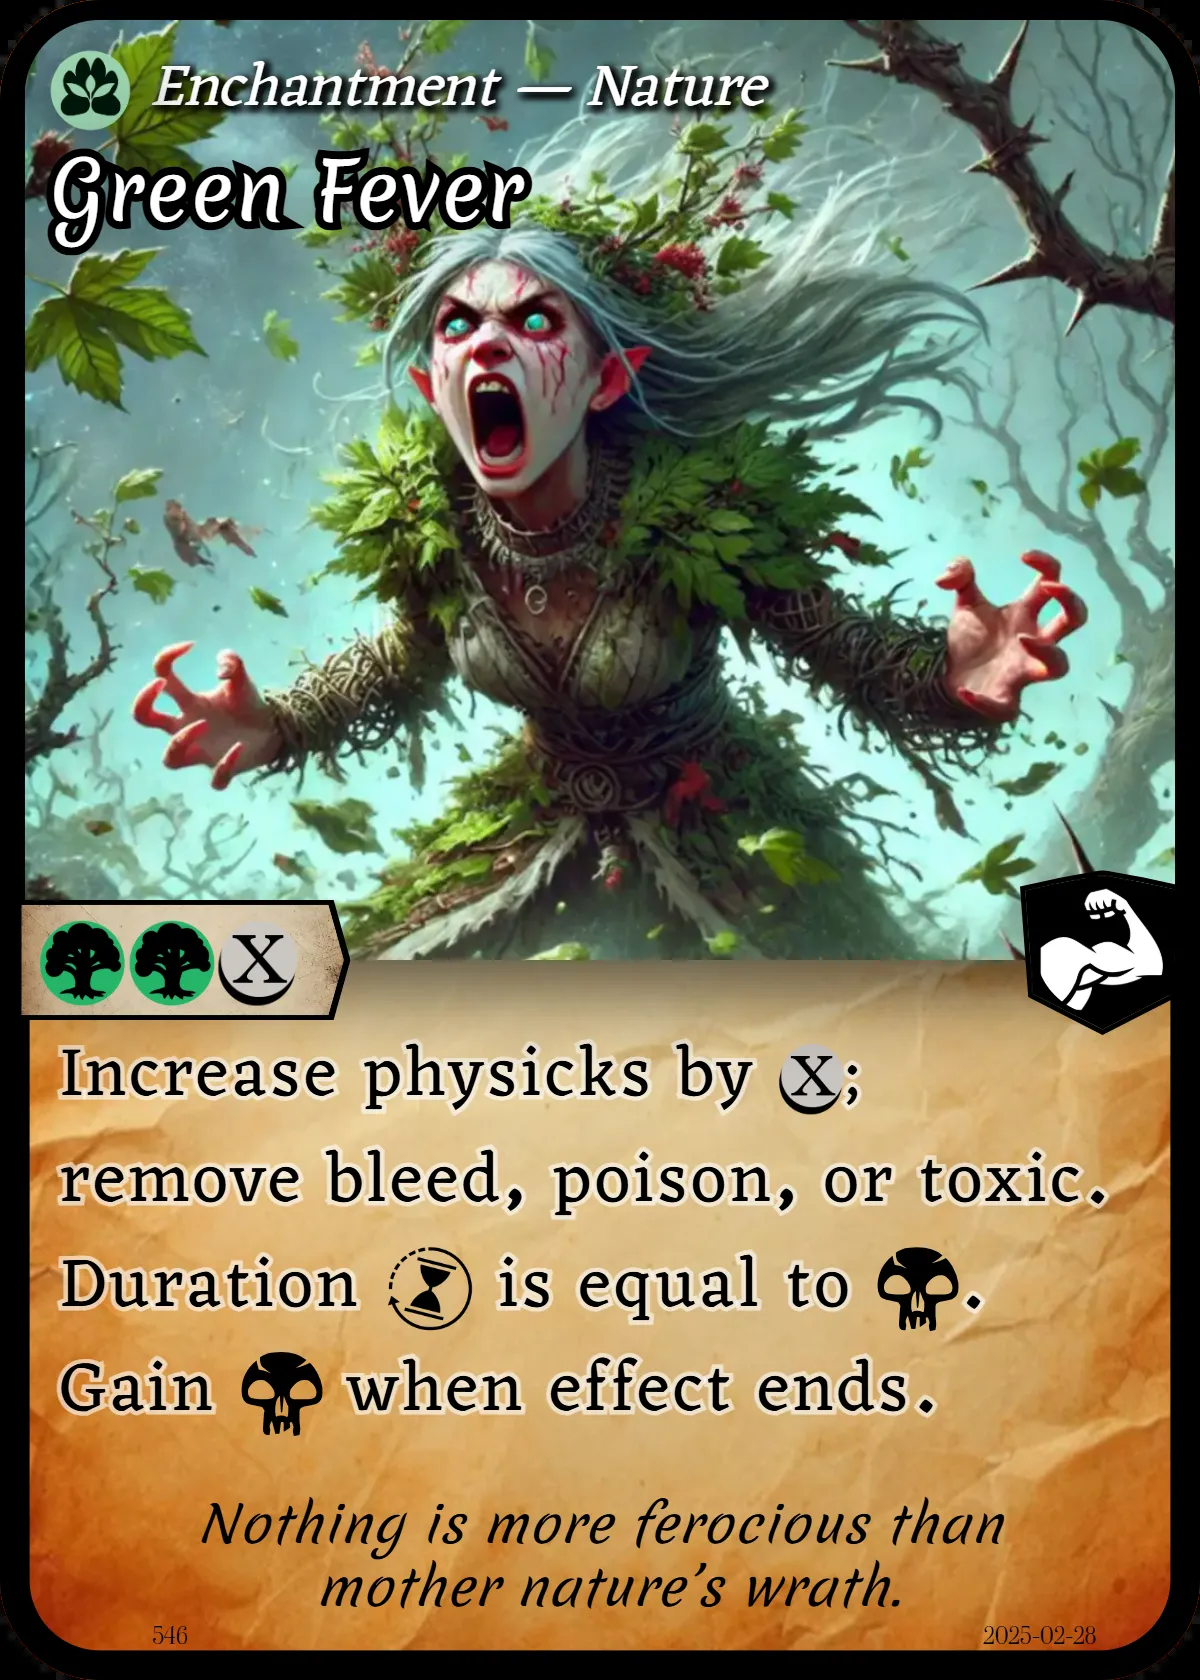 Enchantment — Nature
Green Fever
X
Increase physicks by X;
remove bleed, poison, or toxic.
Duration is equal to .
Gain when effect ends.
Nothing is more ferocious than
mother nature’s wrath.
546
2025-02-28